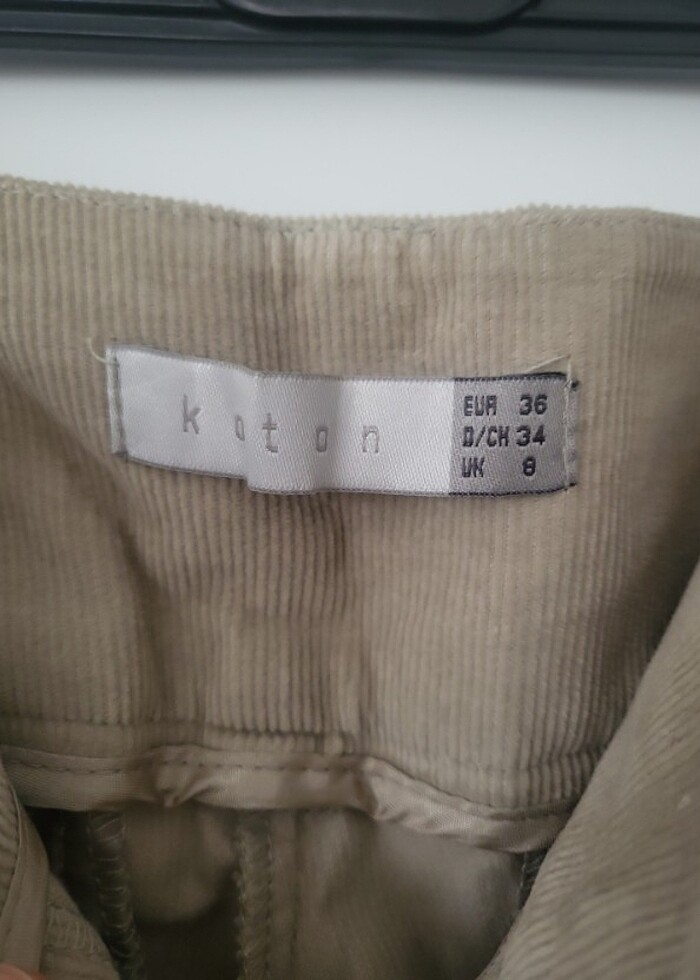 koton
EUR 36
D/CH 34
UK 8